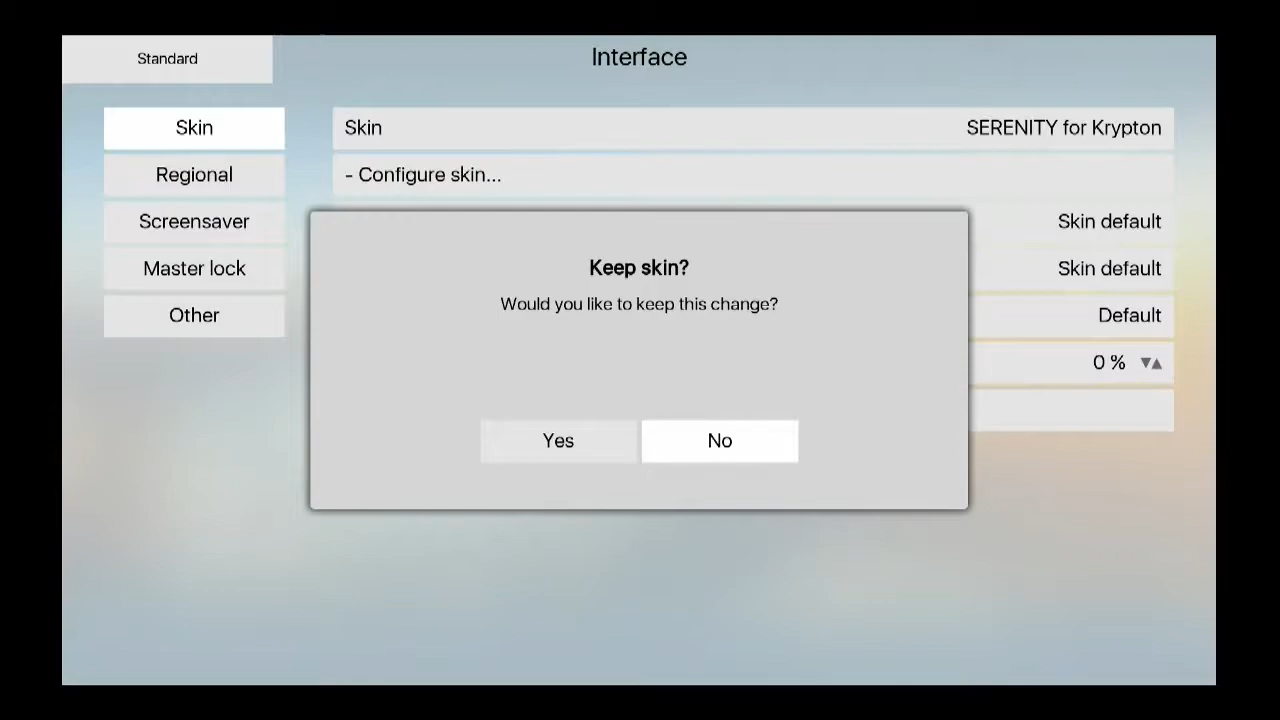 Standard
Interface
Skin
Skin SERENITY for Krypton
Regional
- Configure skin...
Screensaver
Skin default
Master lock
Skin default
Other
Default
0 %
Keep skin?
Would you like to keep this change?
Yes
No